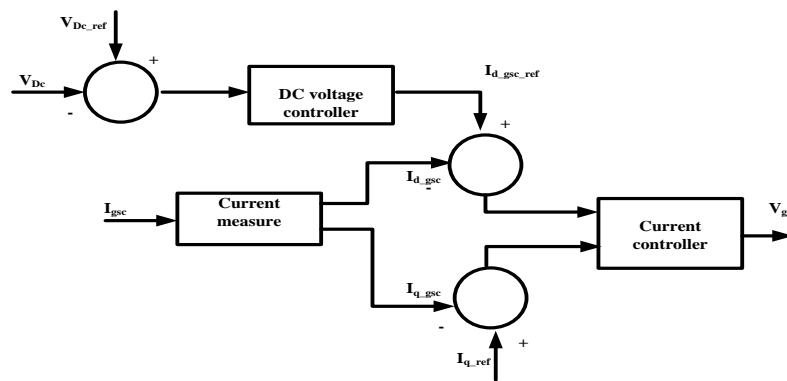 V_Dc_ref
+
V_Dc
-
DC voltage
controller
I_d_gsc_ref
+
I_d_gsc
-
I_gsc
Current
measure
Current
controller
V_g
I_q_gsc
-
+
I_q_ref